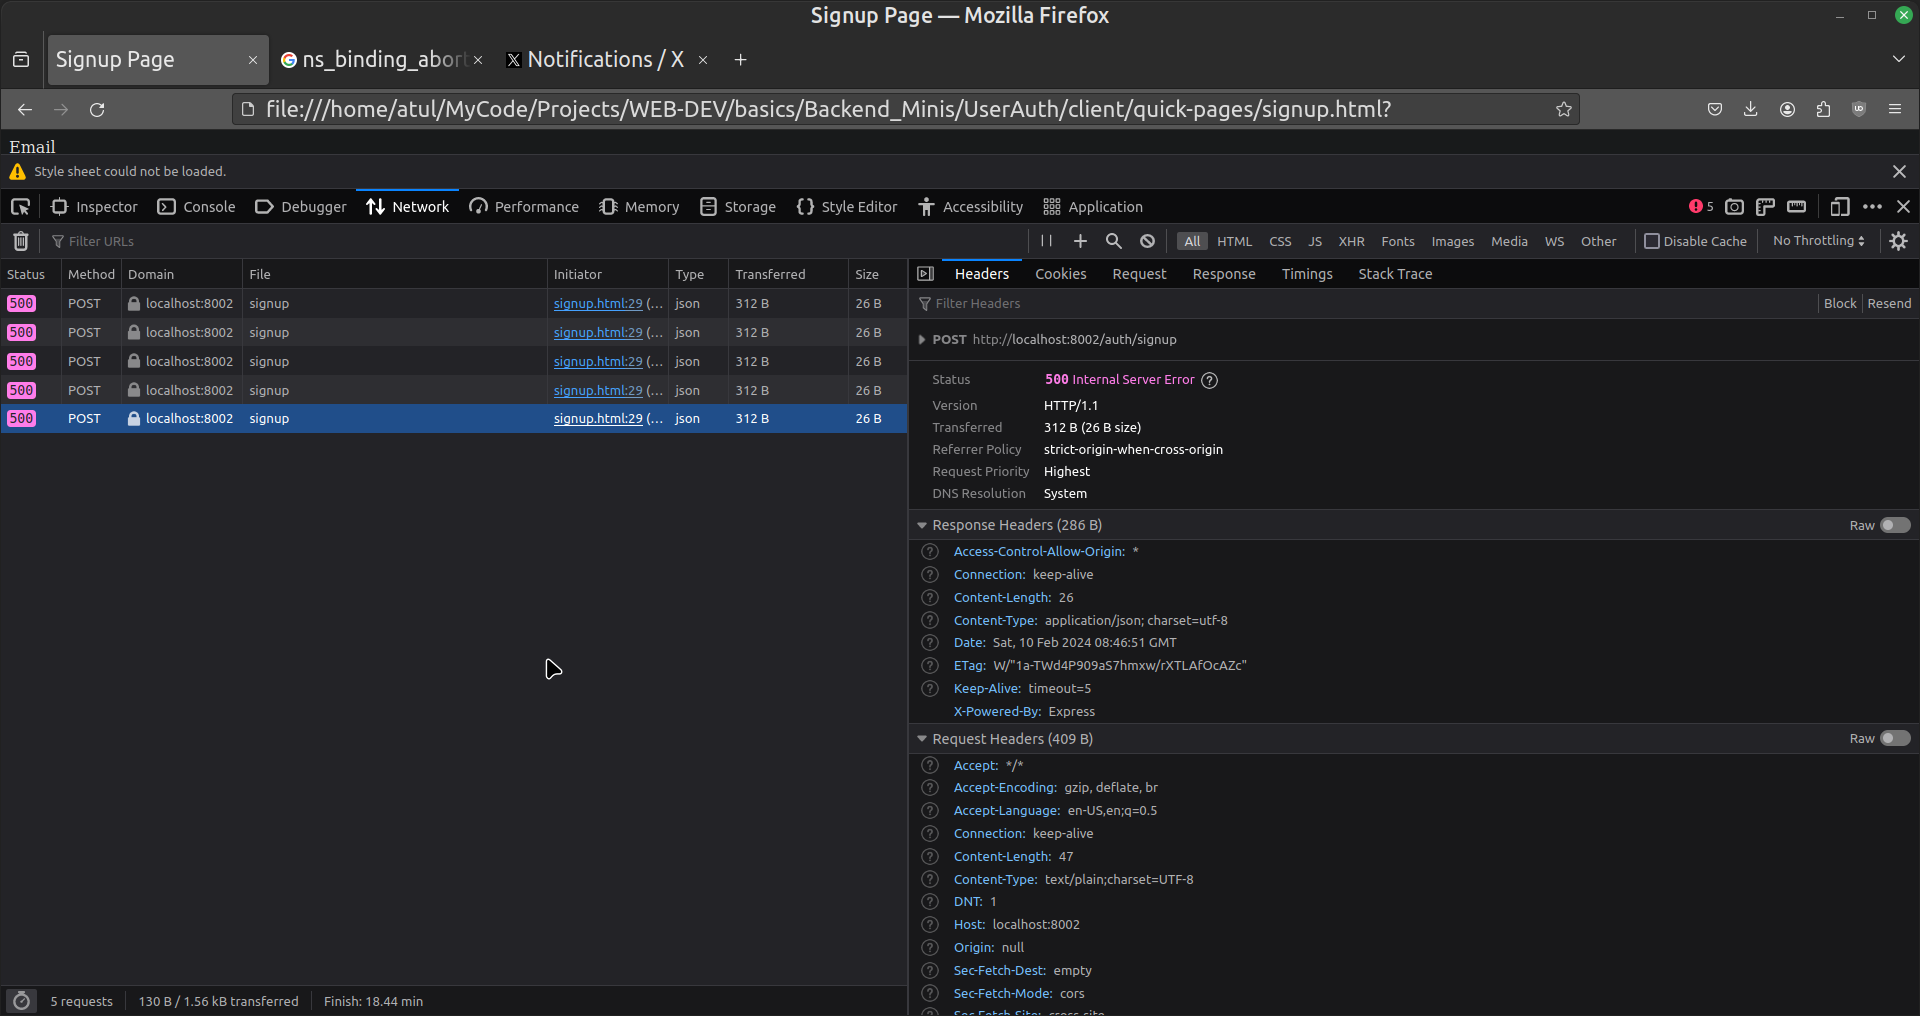 Signup Page — Mozilla Firefox
Signup Page
ns_binding_abort
Notifications / X
file:///home/atul/MyCode/Projects/WEB-DEV/basics/Backend_Minis/UserAuth/client/quick-pages/signup.html?
Email
Style sheet could not be loaded.
Inspector Console Debugger Network Performance Memory Storage Style Editor Accessibility Application 5
Filter URLs All HTML CSS JS XHR Fonts Images Media WS Other Disable Cache No Throttling
Status Method Domain File Initiator Type Transferred Size
500 POST localhost:8002 signup signup.html:29 (... json 312 B 26 B
500 POST localhost:8002 signup signup.html:29 (... json 312 B 26 B
500 POST localhost:8002 signup signup.html:29 (... json 312 B 26 B
500 POST localhost:8002 signup signup.html:29 (... json 312 B 26 B
500 POST localhost:8002 signup signup.html:29 (... json 312 B 26 B
5 requests 130 B / 1.56 kB transferred Finish: 18.44 min
Headers Cookies Request Response Timings Stack Trace
Filter Headers Block Resend
POST http://localhost:8002/auth/signup
Status 500 Internal Server Error
Version HTTP/1.1
Transferred 312 B (26 B size)
Referrer Policy strict-origin-when-cross-origin
Request Priority Highest
DNS Resolution System
Response Headers (286 B) Raw
Access-Control-Allow-Origin: *
Connection: keep-alive
Content-Length: 26
Content-Type: application/json; charset=utf-8
Date: Sat, 10 Feb 2024 08:46:51 GMT
ETag: W/"1a-TWd4P909aS7hmxw/rXTLAfOcAZc"
Keep-Alive: timeout=5
X-Powered-By: Express
Request Headers (409 B) Raw
Accept: */*
Accept-Encoding: gzip, deflate, br
Accept-Language: en-US,en;q=0.5
Connection: keep-alive
Content-Length: 47
Content-Type: text/plain;charset=UTF-8
DNT: 1
Host: localhost:8002
Origin: null
Sec-Fetch-Dest: empty
Sec-Fetch-Mode: cors
Sec-Fetch-Site: cross-site